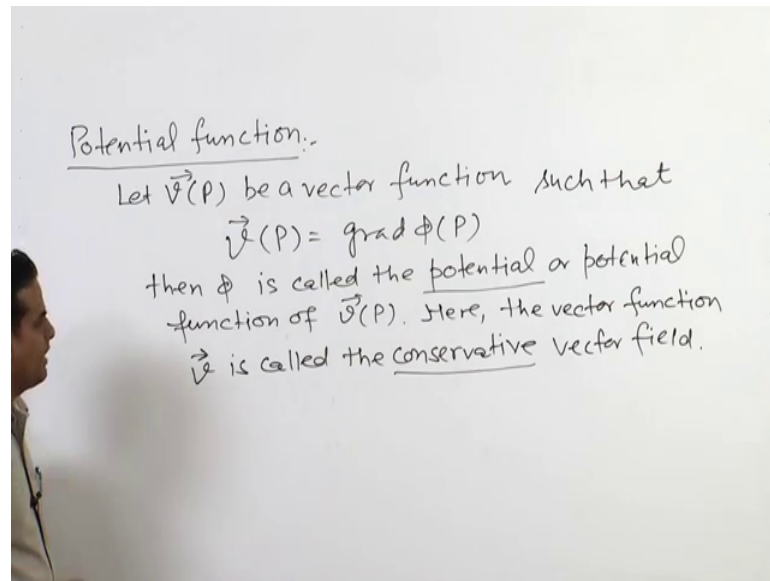 Potential function:-
Let v⃗(P) be a vector function such that
v⃗(P) = grad ϕ(P)
then ϕ is called the potential or potential
function of v⃗(P). Here, the vector function
v⃗ is called the conservative vector field.